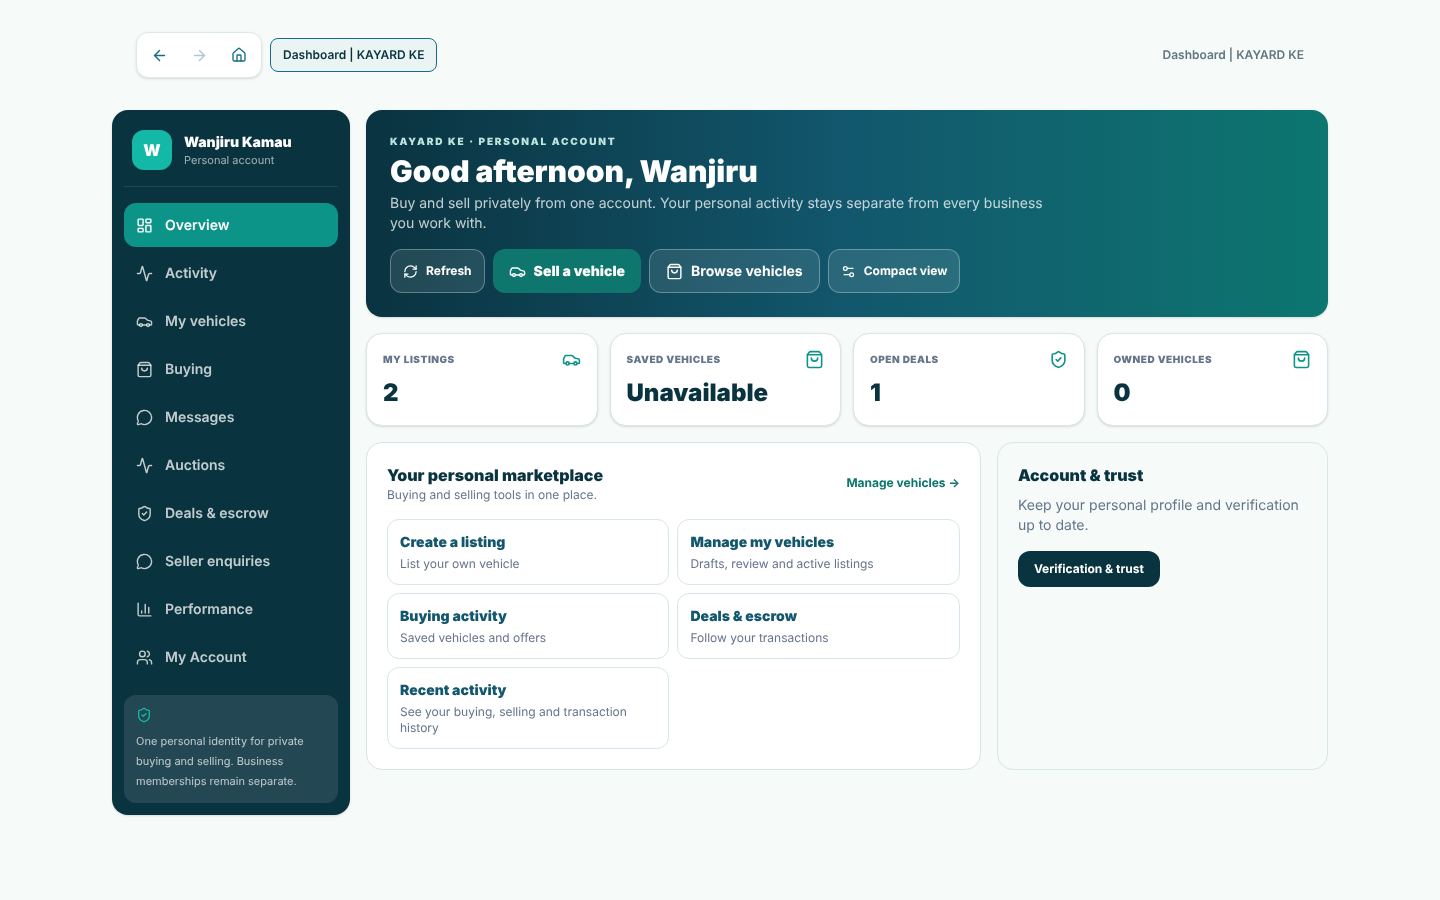 Dashboard | KAYARD KE
Dashboard | KAYARD KE
W
Wanjiru Kamau
Personal account
Overview
Activity
My vehicles
Buying
Messages
Auctions
Deals & escrow
Seller enquiries
Performance
My Account
One personal identity for private
buying and selling. Business
memberships remain separate.
KAYARD KE · PERSONAL ACCOUNT
Good afternoon, Wanjiru
Buy and sell privately from one account. Your personal activity stays separate from every business
you work with.
Refresh
Sell a vehicle
Browse vehicles
Compact view
MY LISTINGS
2
SAVED VEHICLES
Unavailable
OPEN DEALS
1
OWNED VEHICLES
0
Your personal marketplace
Buying and selling tools in one place.
Manage vehicles →
Create a listing
List your own vehicle
Manage my vehicles
Drafts, review and active listings
Buying activity
Saved vehicles and offers
Deals & escrow
Follow your transactions
Recent activity
See your buying, selling and transaction
history
Account & trust
Keep your personal profile and verification
up to date.
Verification & trust